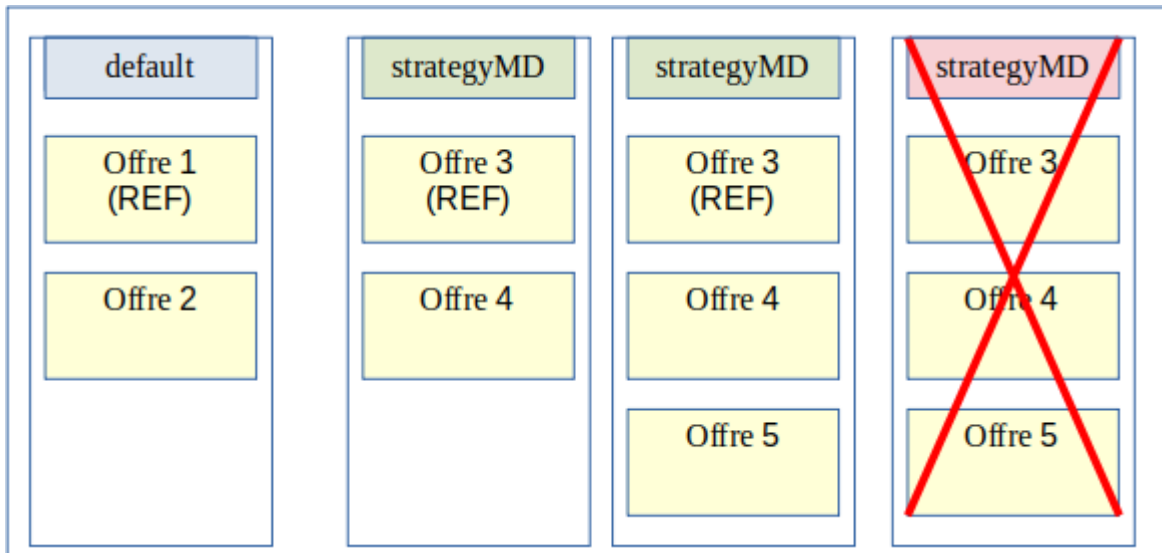 default
Offre 1
(REF)
Offre 2
strategyMD
Offre 3
(REF)
Offre 4
strategyMD
Offre 3
(REF)
Offre 4
Offre 5
strategyMD
Offre 3
Offre 4
Offre 5